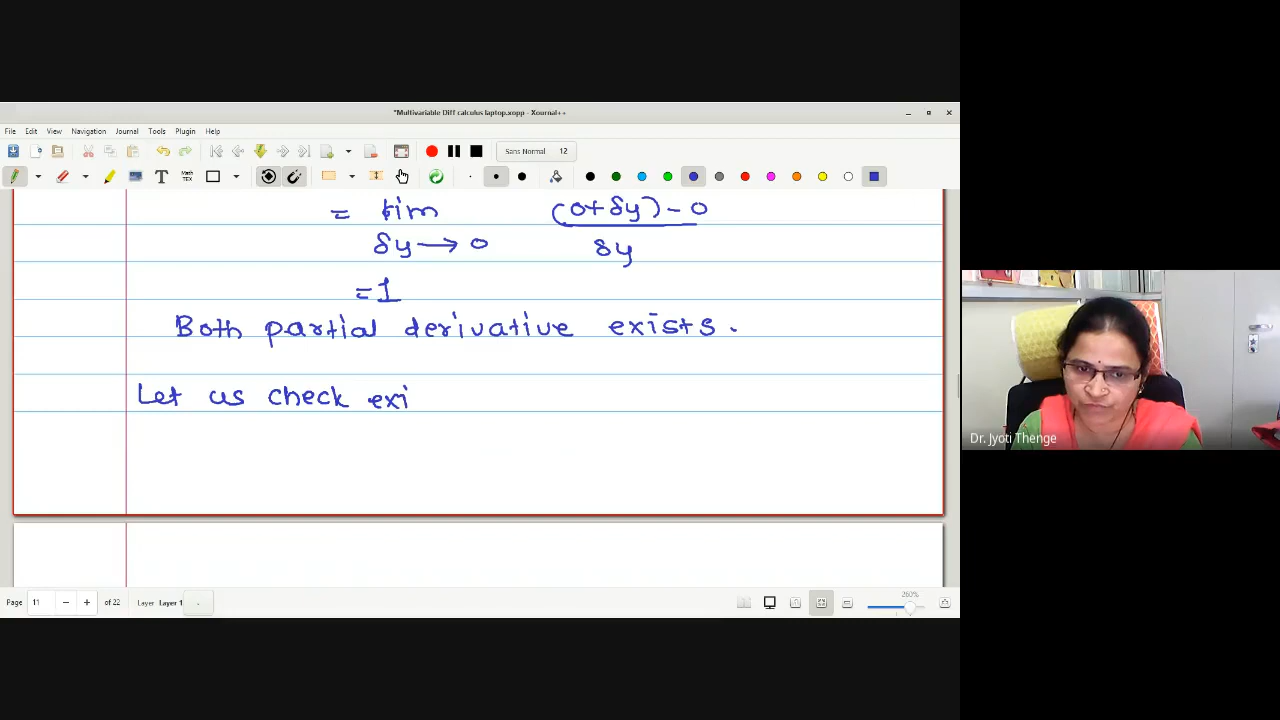 *Multivariable Diff calculus laptop.xopp - Xournal++
File Edit View Navigation Journal Tools Plugin Help
Sans Normal 12
= lim (0+δy) - 0
δy → 0 δy
= 1
Both partial derivative exists.
Let us check exi
Dr. Jyoti Thenge
Page 11 of 22 Layer Layer 1 260%